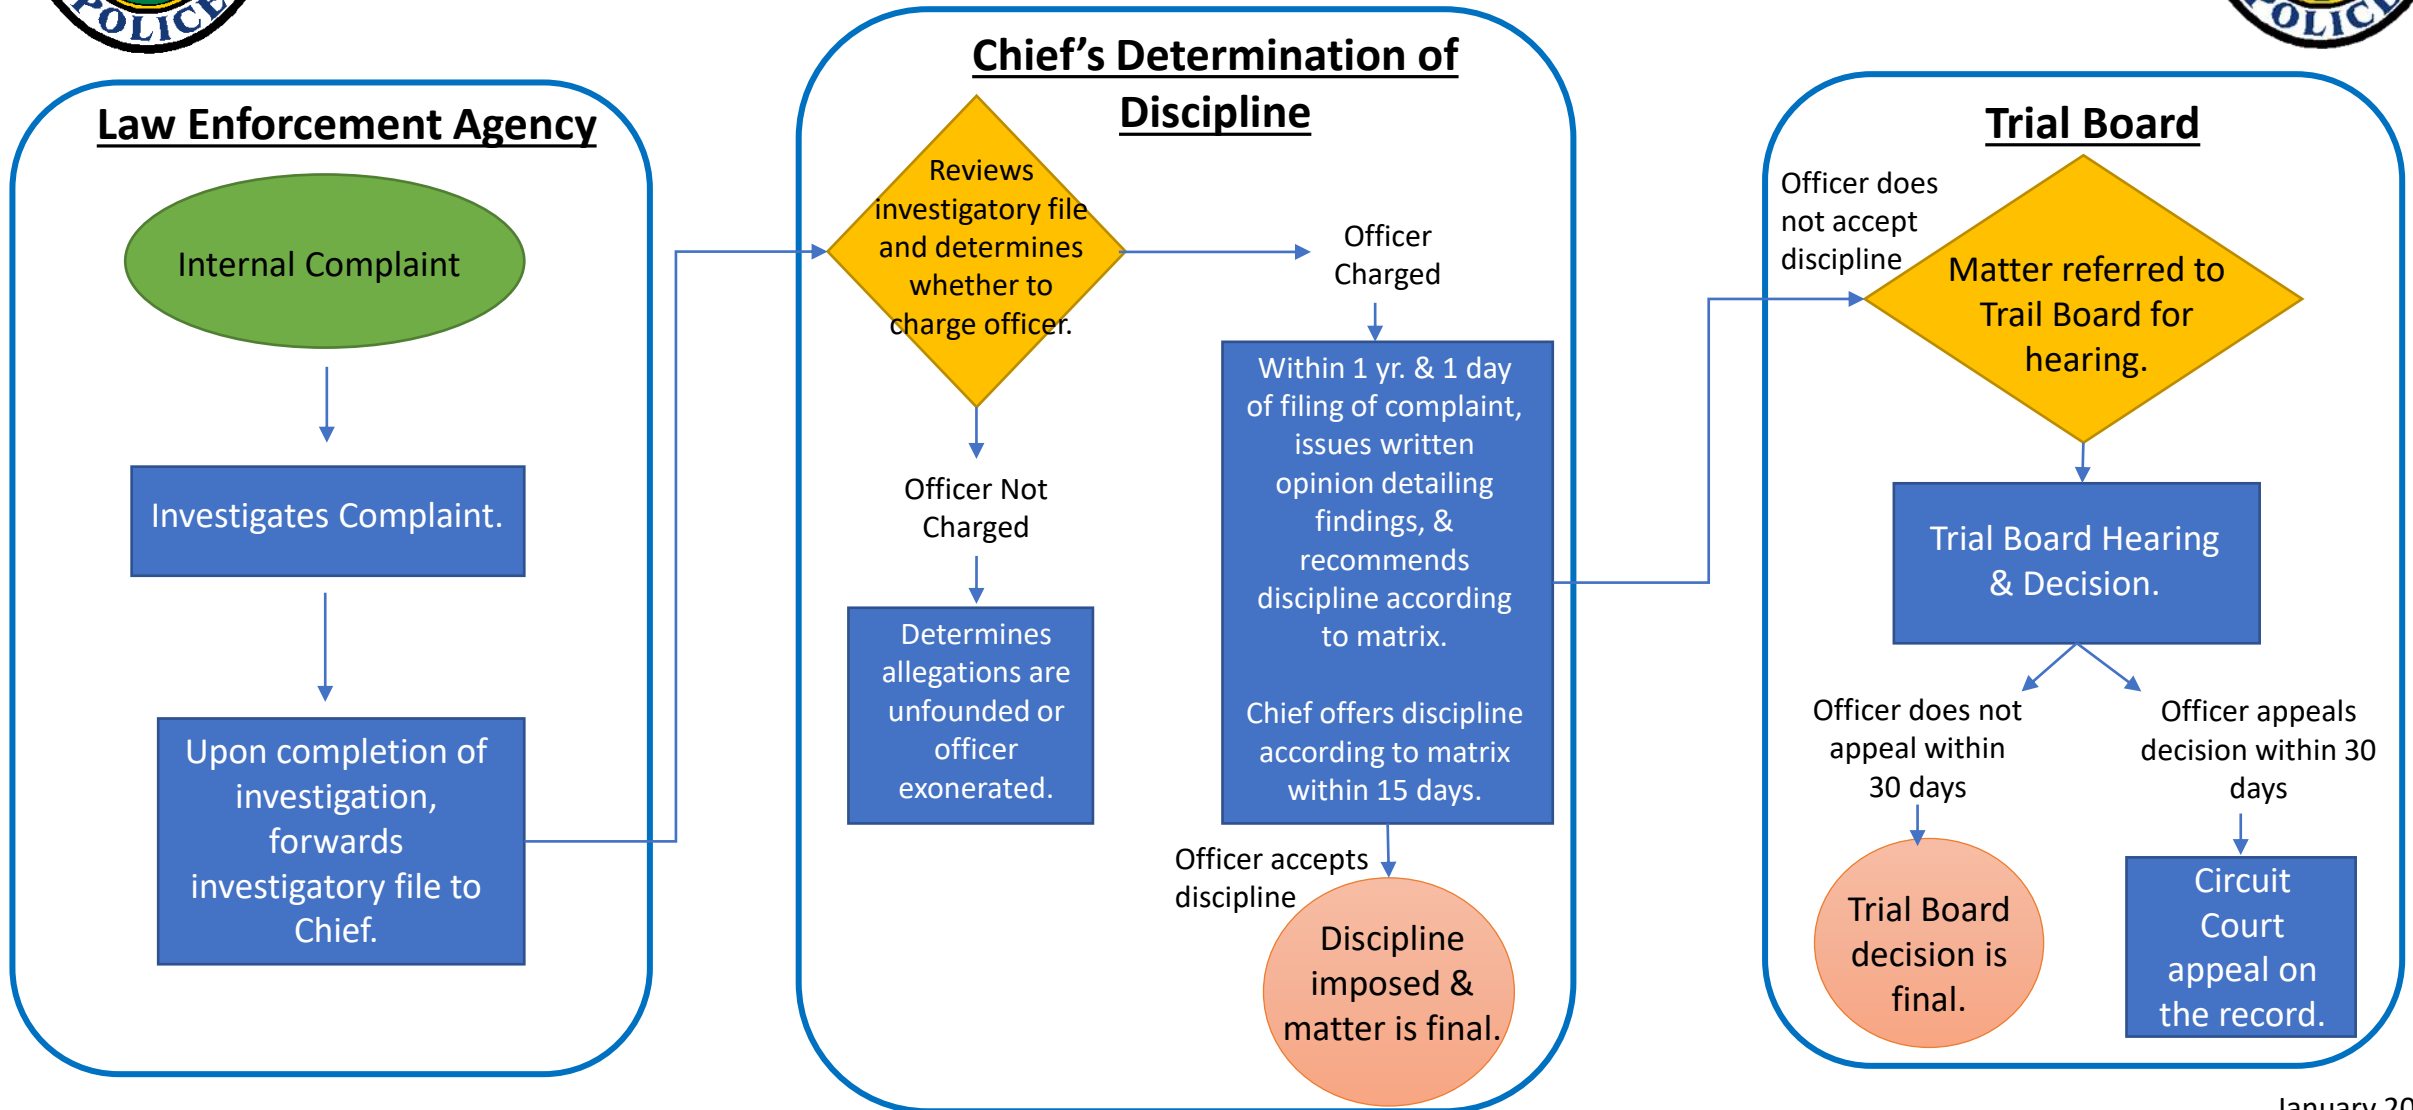 POLICE
POLICE
Law Enforcement Agency
Internal Complaint
Investigates Complaint.
Upon completion of
investigation,
forwards
investigatory file to
Chief.
Chief’s Determination of
Discipline
Reviews
investigatory file
and determines
whether to
charge officer.
Officer Not
Charged
Determines
allegations are
unfounded or
officer
exonerated.
Officer
Charged
Within 1 yr. & 1 day
of filing of complaint,
issues written
opinion detailing
findings, &
recommends
discipline according
to matrix.
Chief offers discipline
according to matrix
within 15 days.
Officer accepts
discipline
Discipline
imposed &
matter is final.
Trial Board
Officer does
not accept
discipline
Matter referred to
Trail Board for
hearing.
Trial Board Hearing
& Decision.
Officer does not
appeal within
30 days
Trial Board
decision is
final.
Officer appeals
decision within 30
days
Circuit
Court
appeal on
the record.
January 20